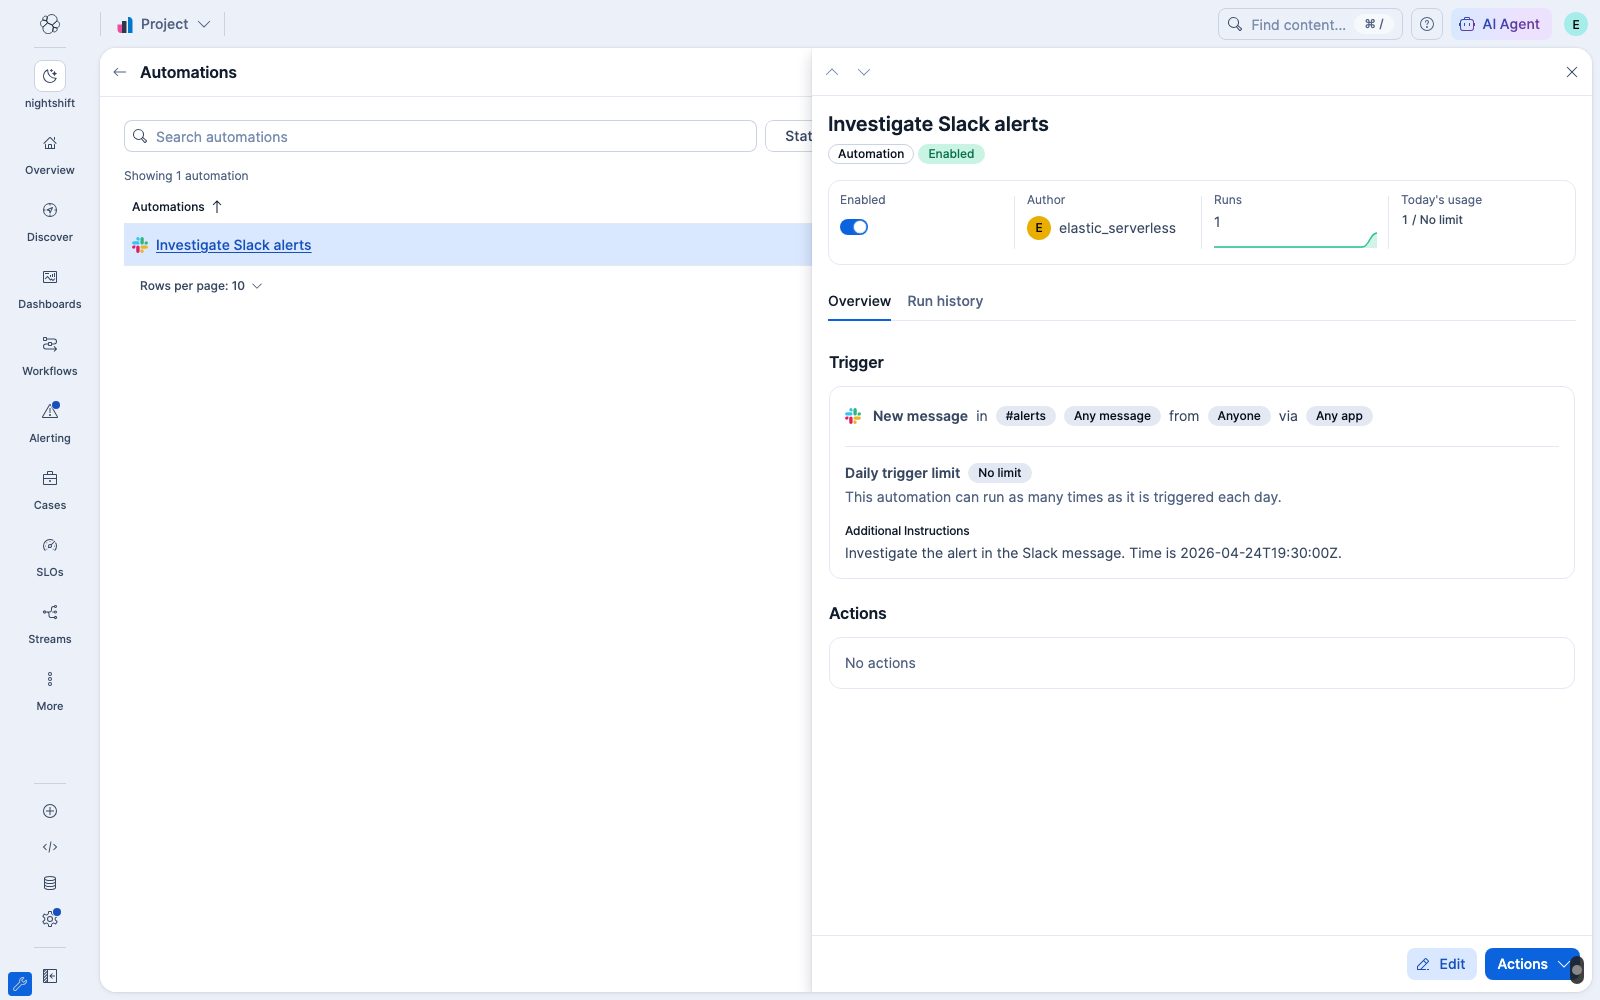 Project
Find content... ⌘ /
AI Agent
E
nightshift
Overview
Discover
Dashboards
Workflows
Alerting
Cases
SLOs
Streams
More
Automations
Search automations
Stat
Showing 1 automation
Automations
Investigate Slack alerts
Rows per page: 10
Investigate Slack alerts
Automation Enabled
Enabled
Author
E elastic_serverless
Runs
1
Today's usage
1 / No limit
Overview Run history
Trigger
New message in #alerts Any message from Anyone via Any app
Daily trigger limit No limit
This automation can run as many times as it is triggered each day.
Additional Instructions
Investigate the alert in the Slack message. Time is 2026-04-24T19:30:00Z.
Actions
No actions
Edit
Actions